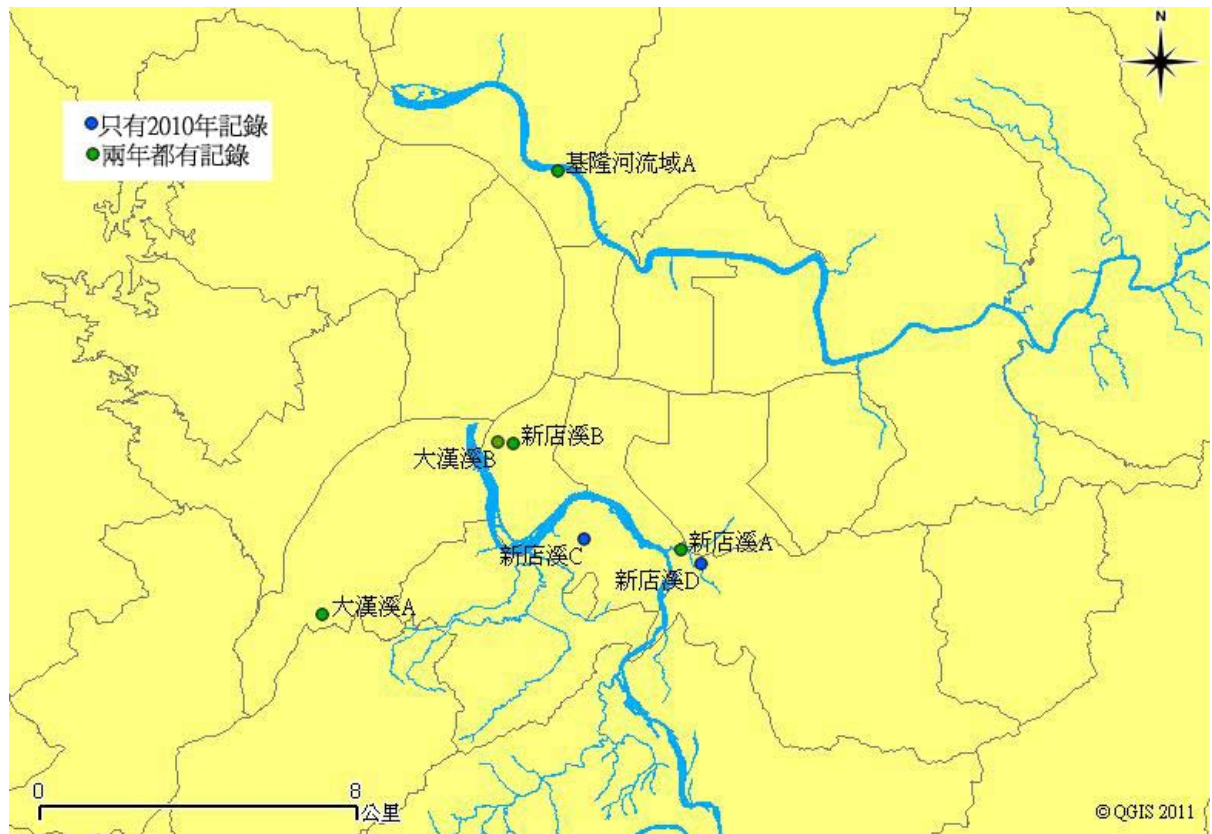 N
只有2010年記錄
兩年都有記錄
基隆河流域A
新店溪B
大漢溪B
新店溪A
新店溪C
新店溪D
大漢溪A
0 8
公里
©QGIS 2011